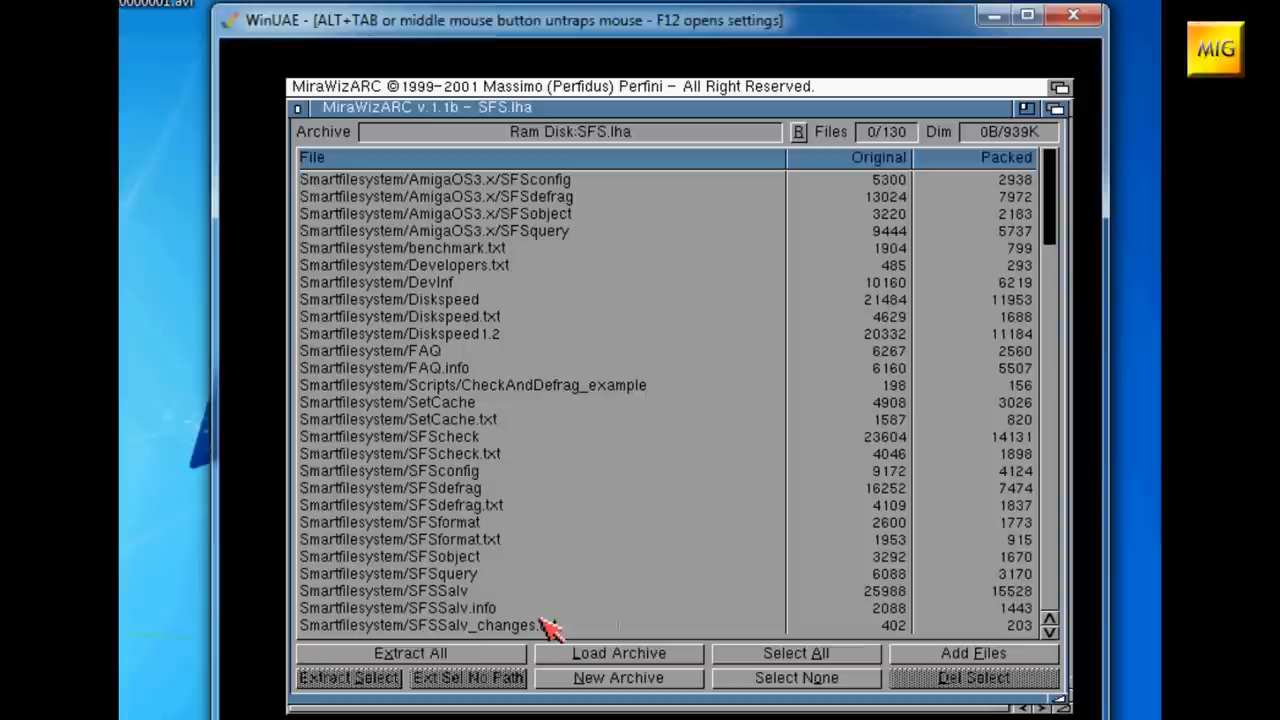 0000001.avi
WinUAE - [ALT+TAB or middle mouse button untraps mouse - F12 opens settings]
MIG
MiraWizARC ©1999-2001 Massimo (Perfidus) Perfini - All Right Reserved.
MiraWizARC v.1.1b - SFS.lha
Archive Ram Disk:SFS.lha R Files 0/130 Dim 0B/939K
File Original Packed
Smartfilesystem/AmigaOS3.x/SFSconfig 5300 2938
Smartfilesystem/AmigaOS3.x/SFSdefrag 13024 7972
Smartfilesystem/AmigaOS3.x/SFSobject 3220 2183
Smartfilesystem/AmigaOS3.x/SFSquery 9444 5737
Smartfilesystem/benchmark.txt 1904 799
Smartfilesystem/Developers.txt 485 293
Smartfilesystem/DevInf 10160 6219
Smartfilesystem/Diskspeed 21484 11953
Smartfilesystem/Diskspeed.txt 4629 1688
Smartfilesystem/Diskspeed1.2 20332 11184
Smartfilesystem/FAQ 6267 2560
Smartfilesystem/FAQ.info 6160 5507
Smartfilesystem/Scripts/CheckAndDefrag_example 198 156
Smartfilesystem/SetCache 4908 3026
Smartfilesystem/SetCache.txt 1587 820
Smartfilesystem/SFScheck 23604 14131
Smartfilesystem/SFScheck.txt 4046 1898
Smartfilesystem/SFSconfig 9172 4124
Smartfilesystem/SFSdefrag 16252 7474
Smartfilesystem/SFSdefrag.txt 4109 1837
Smartfilesystem/SFSformat 2600 1773
Smartfilesystem/SFSformat.txt 1953 915
Smartfilesystem/SFSobject 3292 1670
Smartfilesystem/SFSquery 6088 3170
Smartfilesystem/SFSSalv 25988 15528
Smartfilesystem/SFSSalv.info 2088 1443
Smartfilesystem/SFSSalv_changes. 402 203
Extract All Load Archive Select All Add Files
Extract Select Ext Sel No Path New Archive Select None Del Select